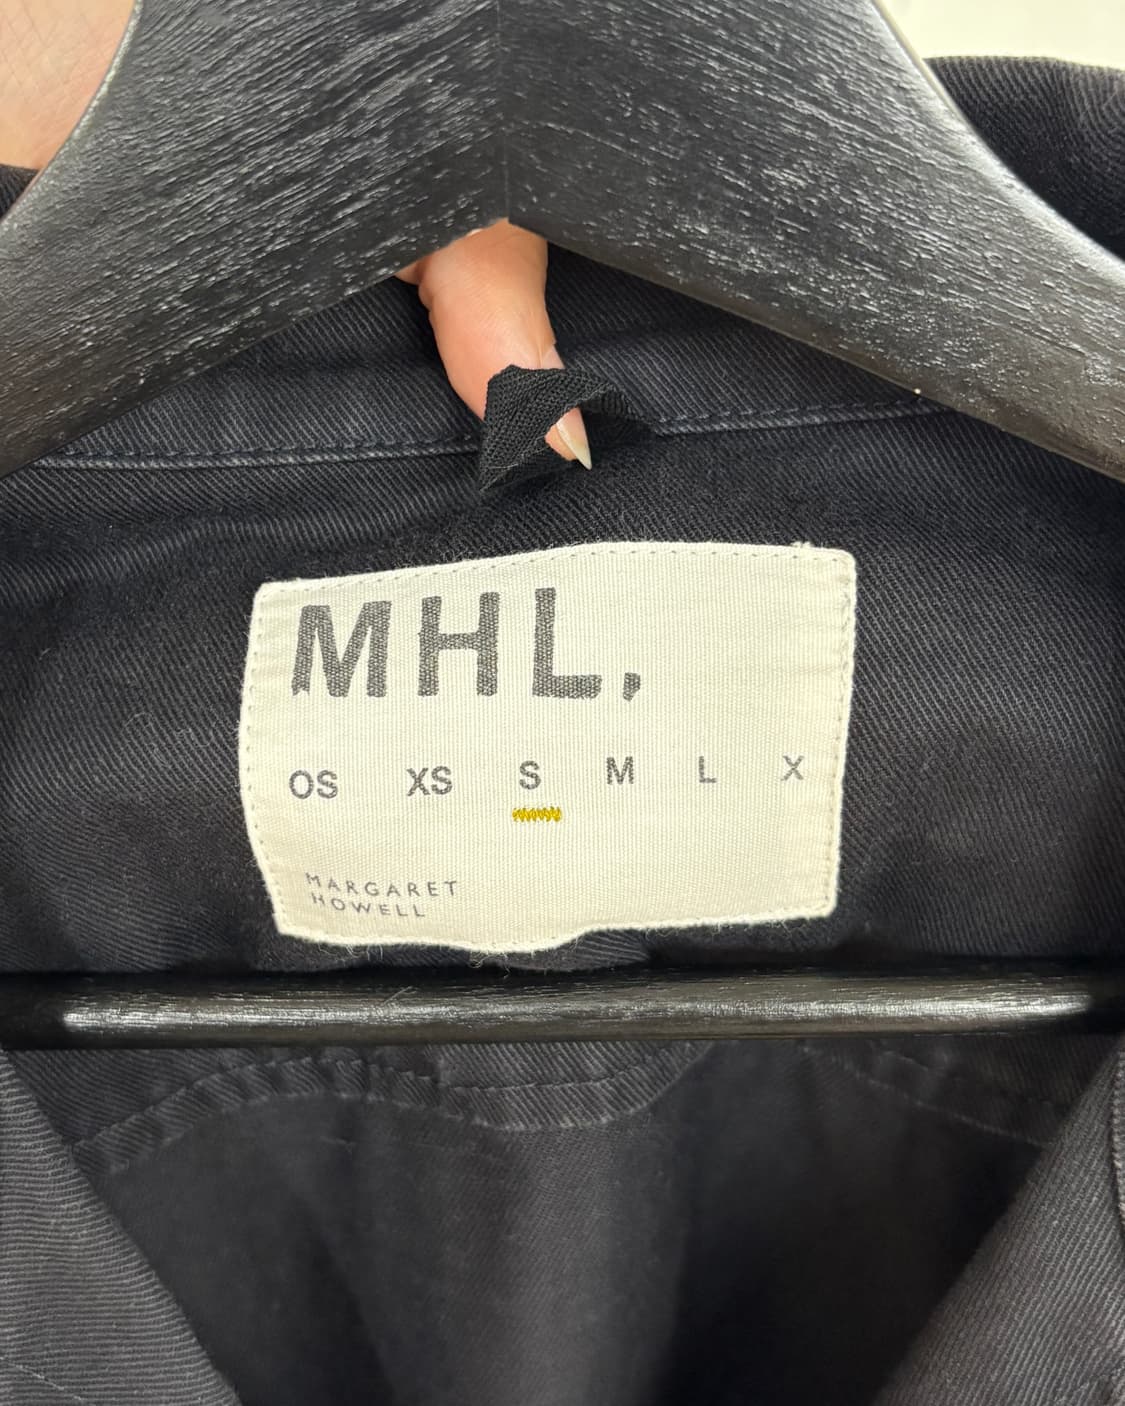 MHL.
OS XS S M L X
MARGARET
HOWELL